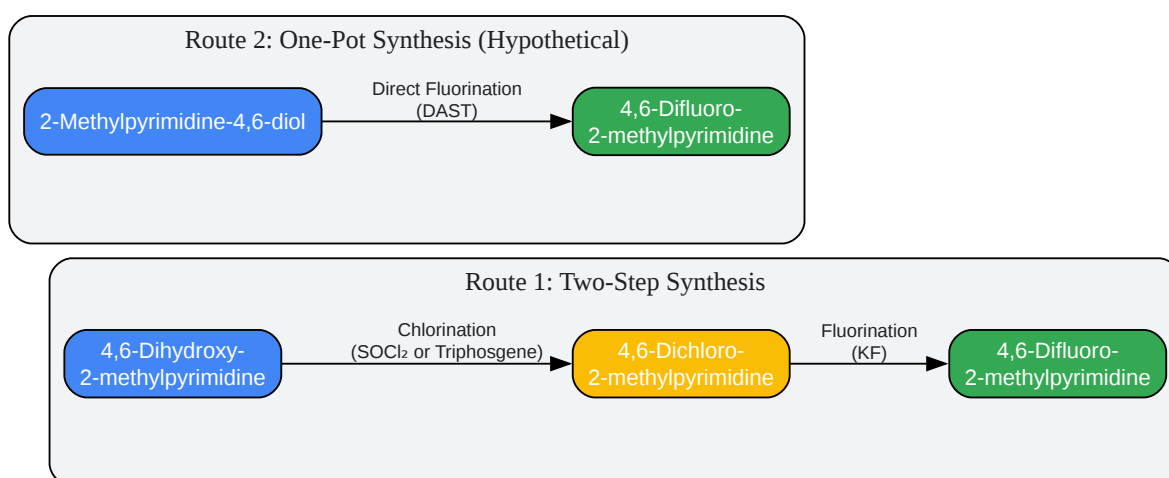 Route 2: One-Pot Synthesis (Hypothetical)
2-Methylpyrimidine-4,6-diol
Direct Fluorination
(DAST)
4,6-Difluoro-
2-methylpyrimidine
Route 1: Two-Step Synthesis
4,6-Dihydroxy-
2-methylpyrimidine
Chlorination
(SOCl₂ or Triphosgene)
4,6-Dichloro-
2-methylpyrimidine
Fluorination
(KF)
4,6-Difluoro-
2-methylpyrimidine